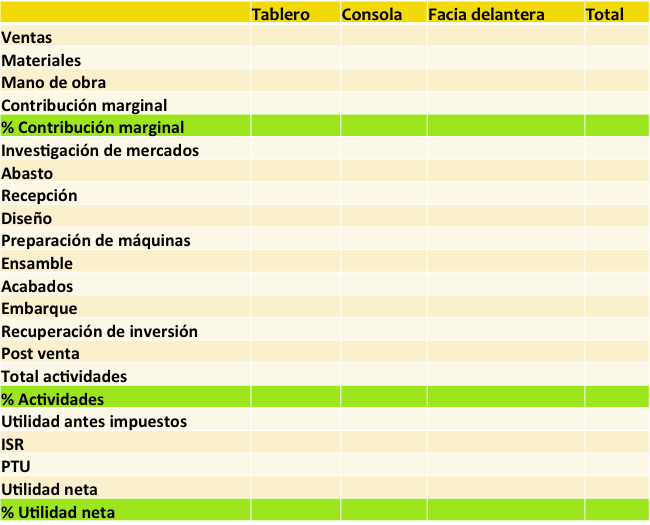 Tablero Consola Facia delantera Total
Ventas
Materiales
Mano de obra
Contribución marginal
% Contribución marginal
Investigación de mercados
Abasto
Recepción
Diseño
Preparación de máquinas
Ensamble
Acabados
Embarque
Recuperación de inversión
Post venta
Total actividades
% Actividades
Utilidad antes impuestos
ISR
PTU
Utilidad neta
% Utilidad neta